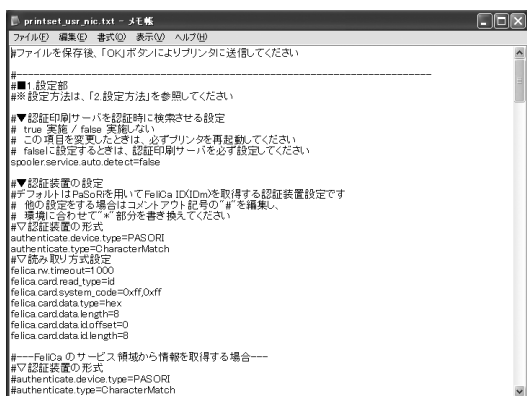 printset_usr_nic.txt - メモ帳
ファイル(F) 編集(E) 書式(O) 表示(V) ヘルプ(H)
#ファイルを保存後、「OK」ボタンによりプリンタに送信してください
#------------------------------------------------------------------------------
#■1.設定部
#※設定方法は、「2.設定方法」を参照してください
#▼認証印刷サーバを認証時に検索させる設定
# true 実施 / false 実施しない
# この項目を変更したときは、必ずプリンタを再起動してください
# falseに設定するときは、認証印刷サーバを必ず設定してください
spooler.service.auto.detect=false
#▼認証装置の設定
#デフォルトはPaSoRiを用いてFeliCa ID(IDm)を取得する認証装置設定です
# 他の設定をする場合はコメントアウト記号の"#"を編集し、
# 環境に合わせて"*"部分を書き換えてください
#▽認証装置の形式
authenticate.device.type=PASORI
authenticate.type=CharacterMatch
#▽読み取り方式設定
felica.rw.timeout=1000
felica.card.read_type=id
felica.card.system_code=0xff,0xff
felica.card.data.type=hex
felica.card.data.length=8
felica.card.data.id.offset=0
felica.card.data.id.length=8
#---FeliCa のサービス領域から情報を取得する場合---
#▽認証装置の形式
#authenticate.device.type=PASORI
#authenticate.type=CharacterMatch